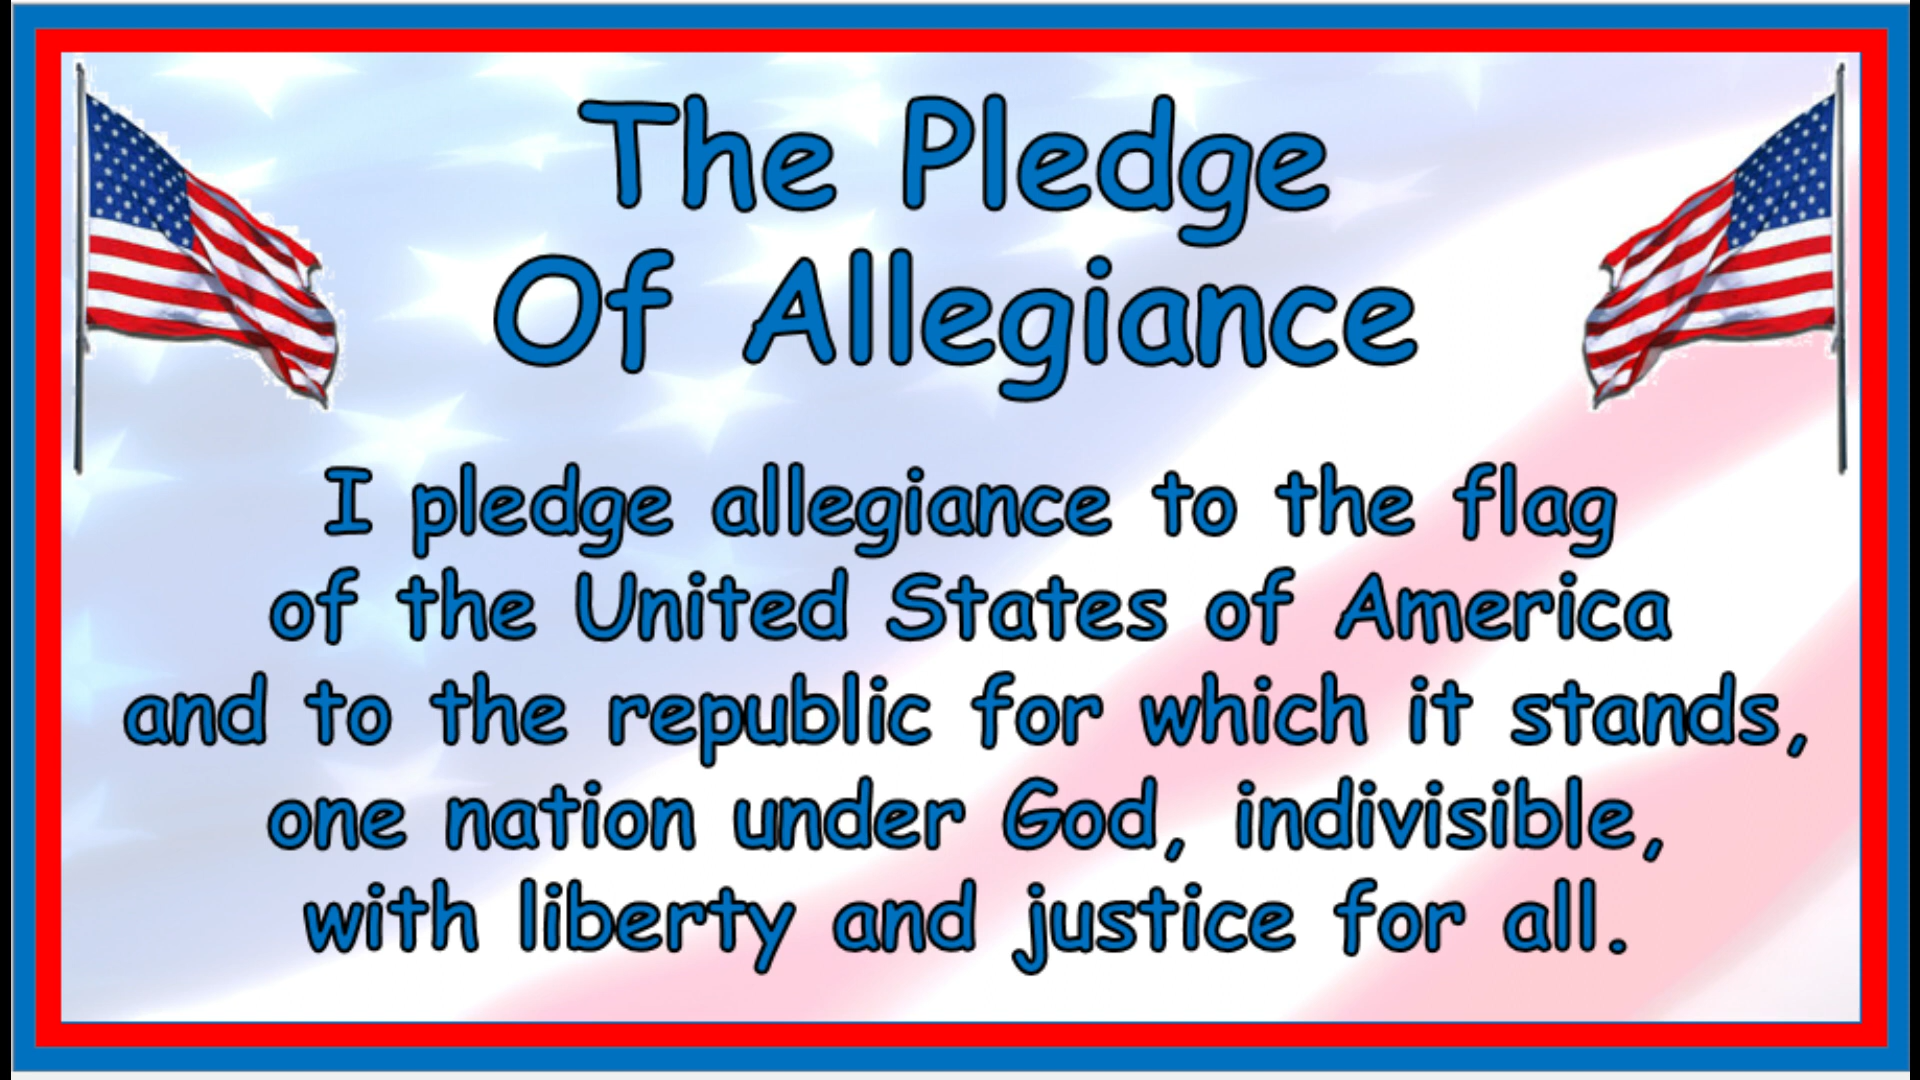 The Pledge
Of Allegiance
I pledge allegiance to the flag
of the United States of America
and to the republic for which it stands,
one nation under God, indivisible,
with liberty and justice for all.